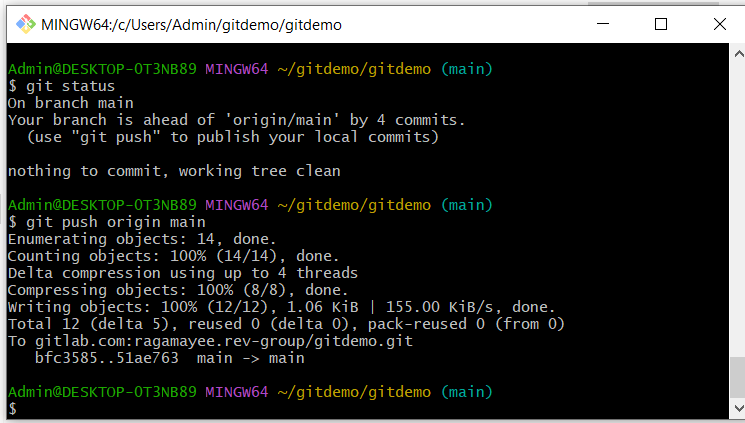 MINGW64:/c/Users/Admin/gitdemo/gitdemo
Admin@DESKTOP-OT3NB89 MINGW64 ~/gitdemo/gitdemo (main)
$ git status
On branch main
Your branch is ahead of 'origin/main' by 4 commits.
  (use "git push" to publish your local commits)
nothing to commit, working tree clean
Admin@DESKTOP-OT3NB89 MINGW64 ~/gitdemo/gitdemo (main)
$ git push origin main
Enumerating objects: 14, done.
Counting objects: 100% (14/14), done.
Delta compression using up to 4 threads
Compressing objects: 100% (8/8), done.
Writing objects: 100% (12/12), 1.06 KiB | 155.00 KiB/s, done.
Total 12 (delta 5), reused 0 (delta 0), pack-reused 0 (from 0)
To gitlab.com:ragamayee.rev-group/gitdemo.git
   bfc3585..51ae763  main -> main
Admin@DESKTOP-OT3NB89 MINGW64 ~/gitdemo/gitdemo (main)
$